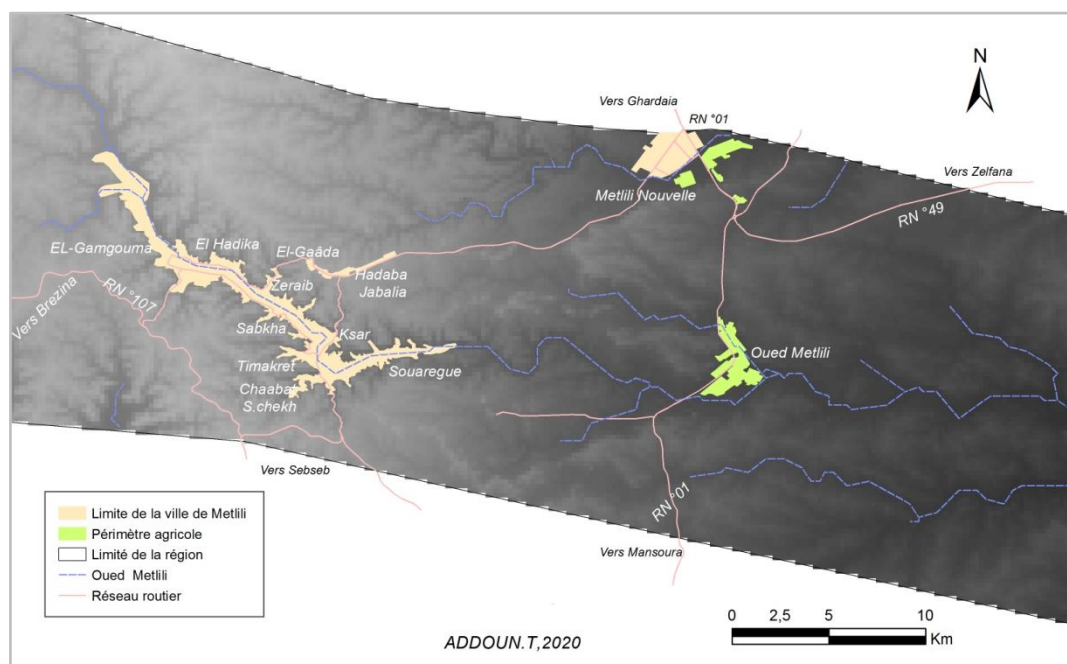 N
Vers Ghardaia
RN °01
Vers Zelfana
Metlili Nouvelle
RN °49
EL-Gamgouma
El Hadika
El-Gaâda
Hadaba
Jabalia
Zeraib
Vers Brezina
RN °107
Sabkha
Ksar
Timakret
Souaregue
Chaabat
S.chekh
Oued Metlili
Vers Sebseb
RN °01
Vers Mansoura
Limite de la ville de Metlili
Périmètre agricole
Limité de la région
Oued Metlili
Réseau routier
0 2,5 5 10
Km
ADDOUN.T,2020